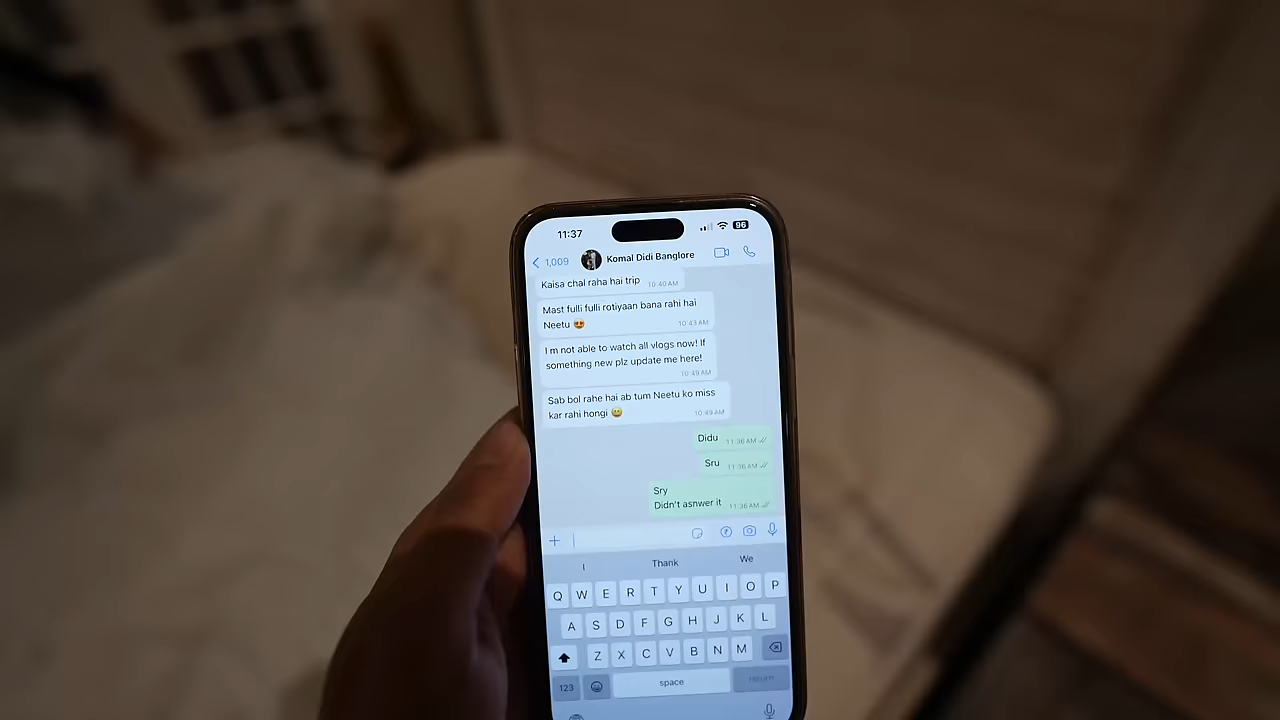 11:37
96
1,009
Komal Didi Banglore
Kaisa chal raha hai trip
10:40 AM
Mast fulli fulli rotiyaan bana rahi hai
Neetu 😍
10:43 AM
I m not able to watch all vlogs now! If
something new plz update me here!
10:49 AM
Sab bol rahe hai ab tum Neetu ko miss
kar rahi hongi 😄
10:49 AM
Didu
11:36 AM
Sru
11:36 AM
Sry
Didn't asnwer it
11:36 AM
I Thank We
Q W E R T Y U I O P
A S D F G H J K L
Z X C V B N M
123 space return